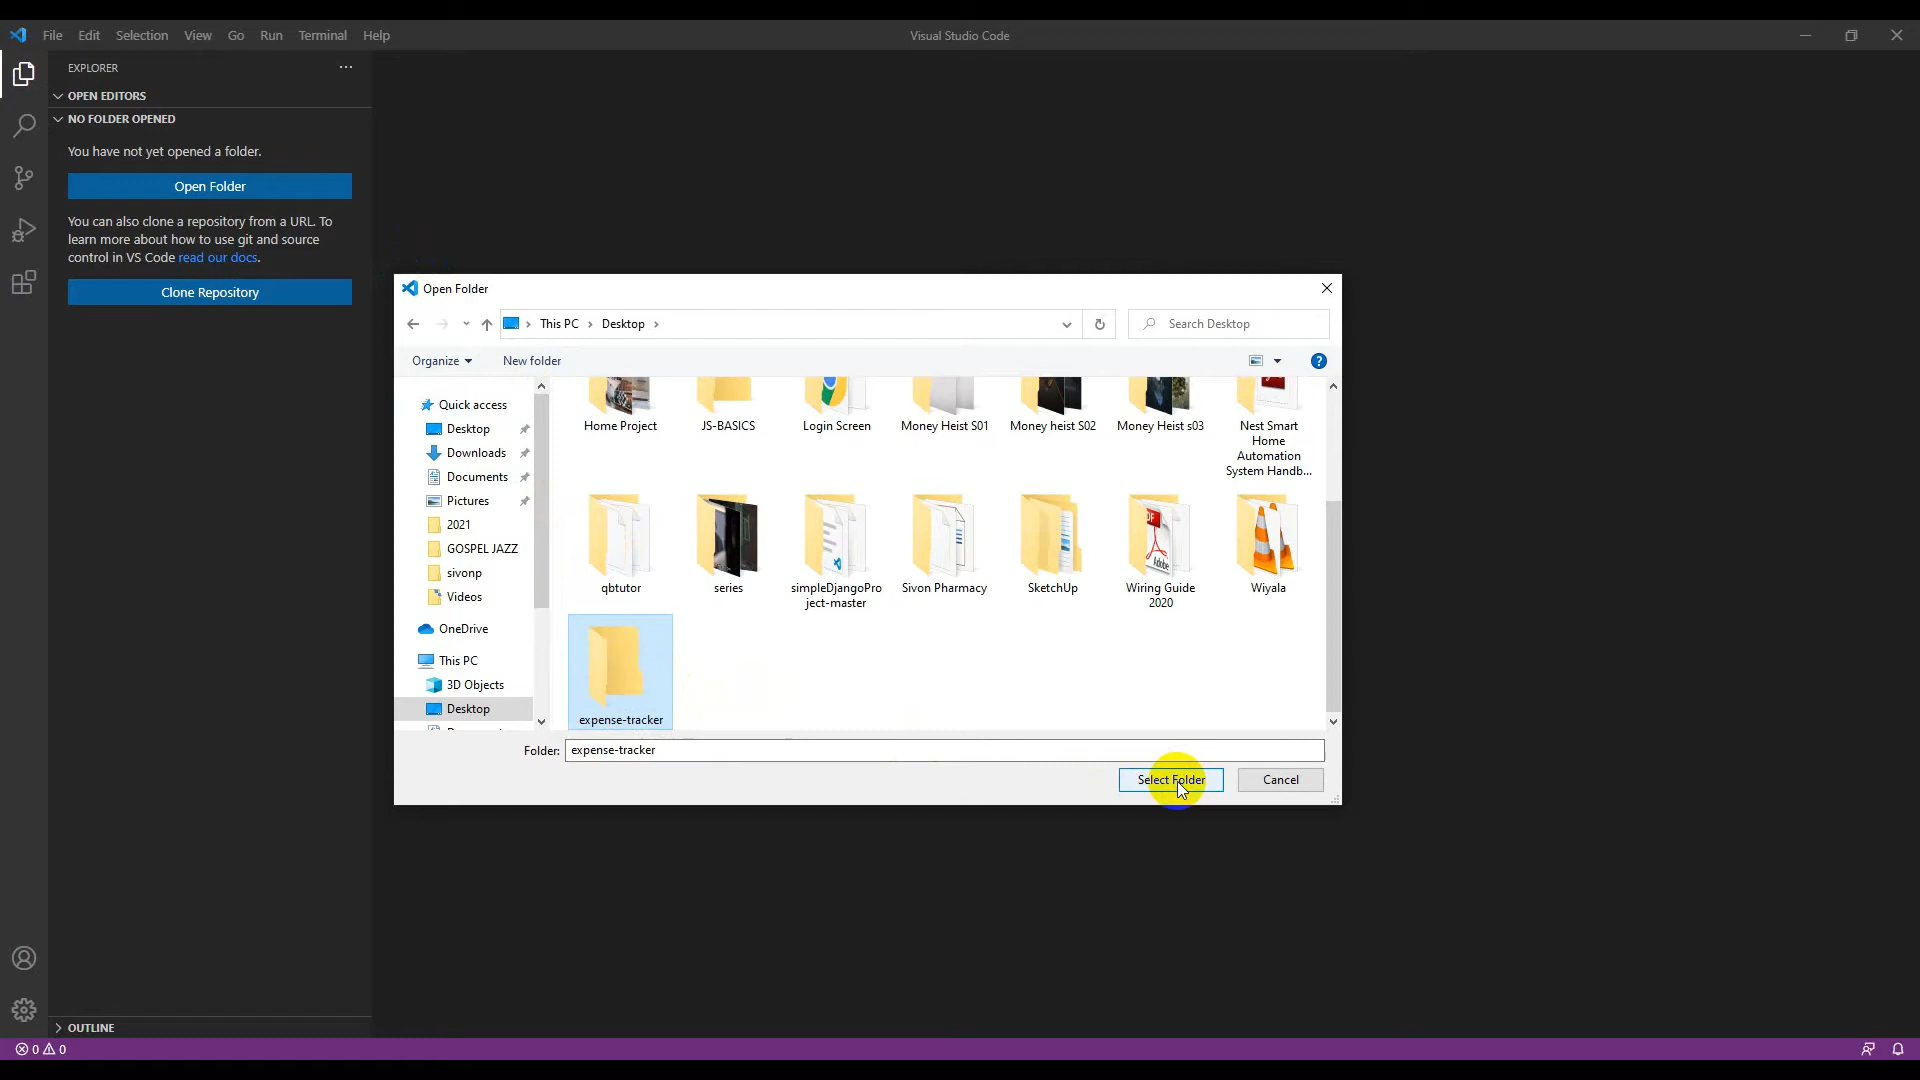 File Edit Selection View Go Run Terminal Help
Visual Studio Code
EXPLORER
OPEN EDITORS
NO FOLDER OPENED
You have not yet opened a folder.
Open Folder
You can also clone a repository from a URL. To
learn more about how to use git and source
control in VS Code read our docs.
Clone Repository
Open Folder
This PC > Desktop >
Search Desktop
Organize
New folder
Quick access
Desktop
Downloads
Documents
Pictures
2021
GOSPEL JAZZ
sivonp
Videos
OneDrive
This PC
3D Objects
Desktop
Home Project
JS-BASICS
Login Screen
Money Heist S01
Money heist S02
Money Heist s03
Nest Smart
Home
Automation
System Handb...
qbtutor
series
simpleDjangoPro
ject-master
Sivon Pharmacy
SketchUp
PDF
Adobe
Wiring Guide
2020
Wiyala
expense-tracker
Folder: expense-tracker
Select Folder
Cancel
OUTLINE
0 0